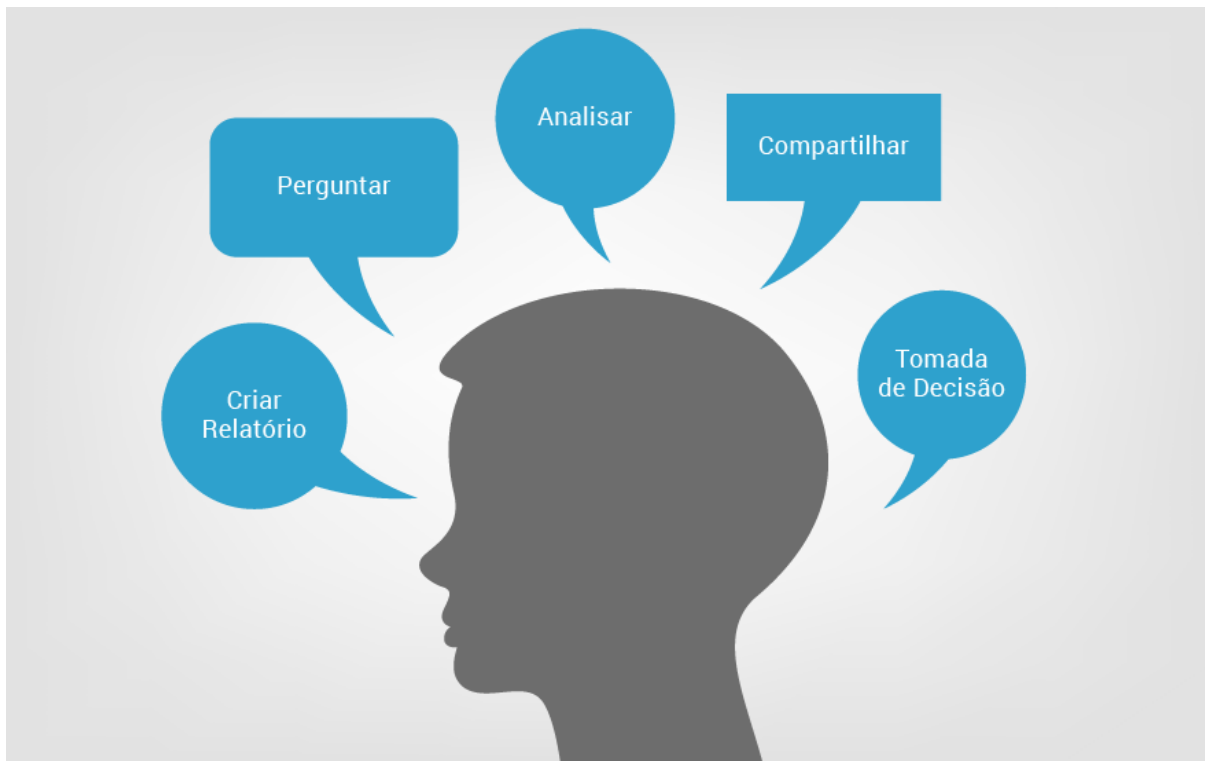 Analisar
Compartilhar
Perguntar
Tomada
de Decisão
Criar
Relatório